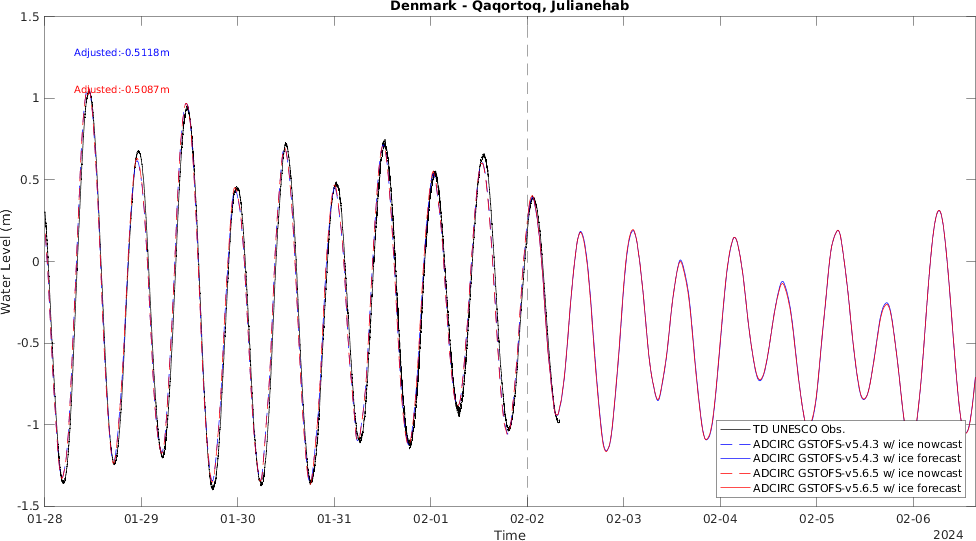 Denmark - Qaqortoq, Julianehab
Adjusted:-0.5118m
Adjusted:-0.5087m
Water Level (m)
1.5
1
0.5
0
-0.5
-1
-1.5
01-28
01-29
01-30
01-31
02-01
02-02
02-03
02-04
02-05
02-06
Time
2024
TD UNESCO Obs.
ADCIRC GSTOFS-v5.4.3 w/ ice nowcast
ADCIRC GSTOFS-v5.4.3 w/ ice forecast
ADCIRC GSTOFS-v5.6.5 w/ ice nowcast
ADCIRC GSTOFS-v5.6.5 w/ ice forecast